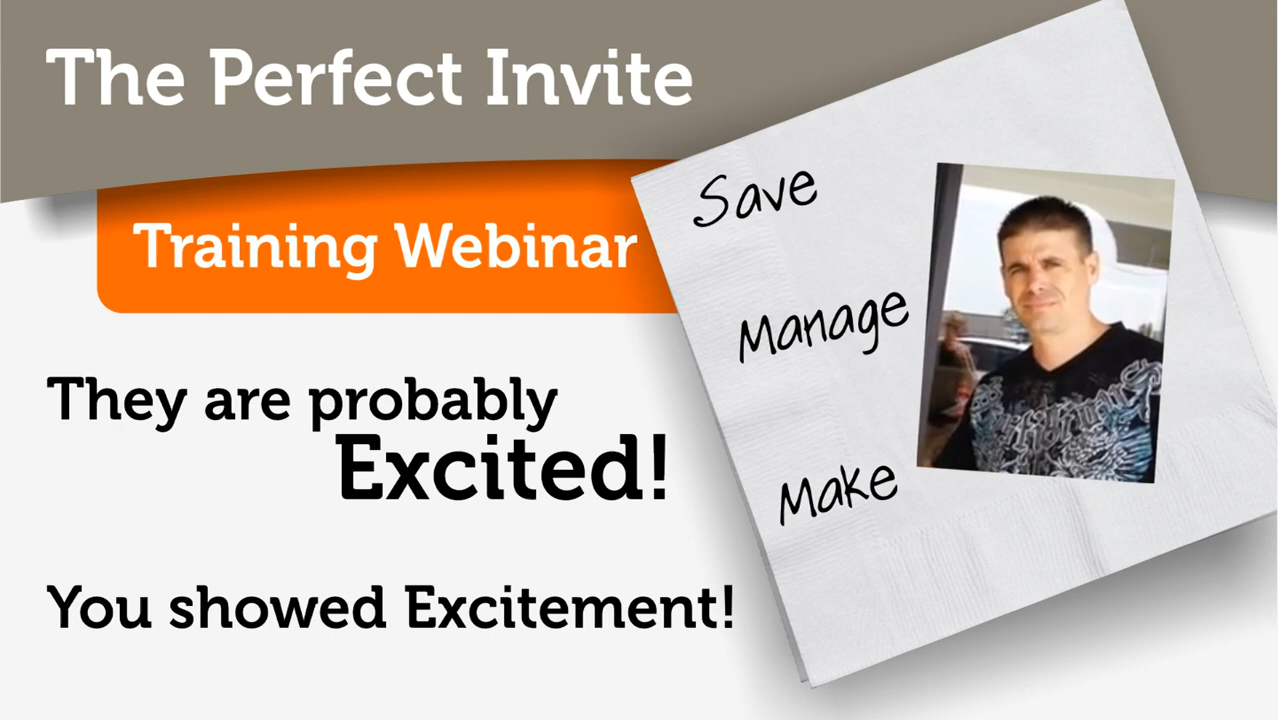 The Perfect Invite
Training Webinar
They are probably
Excited!
You showed Excitement!
Save
Manage
Make